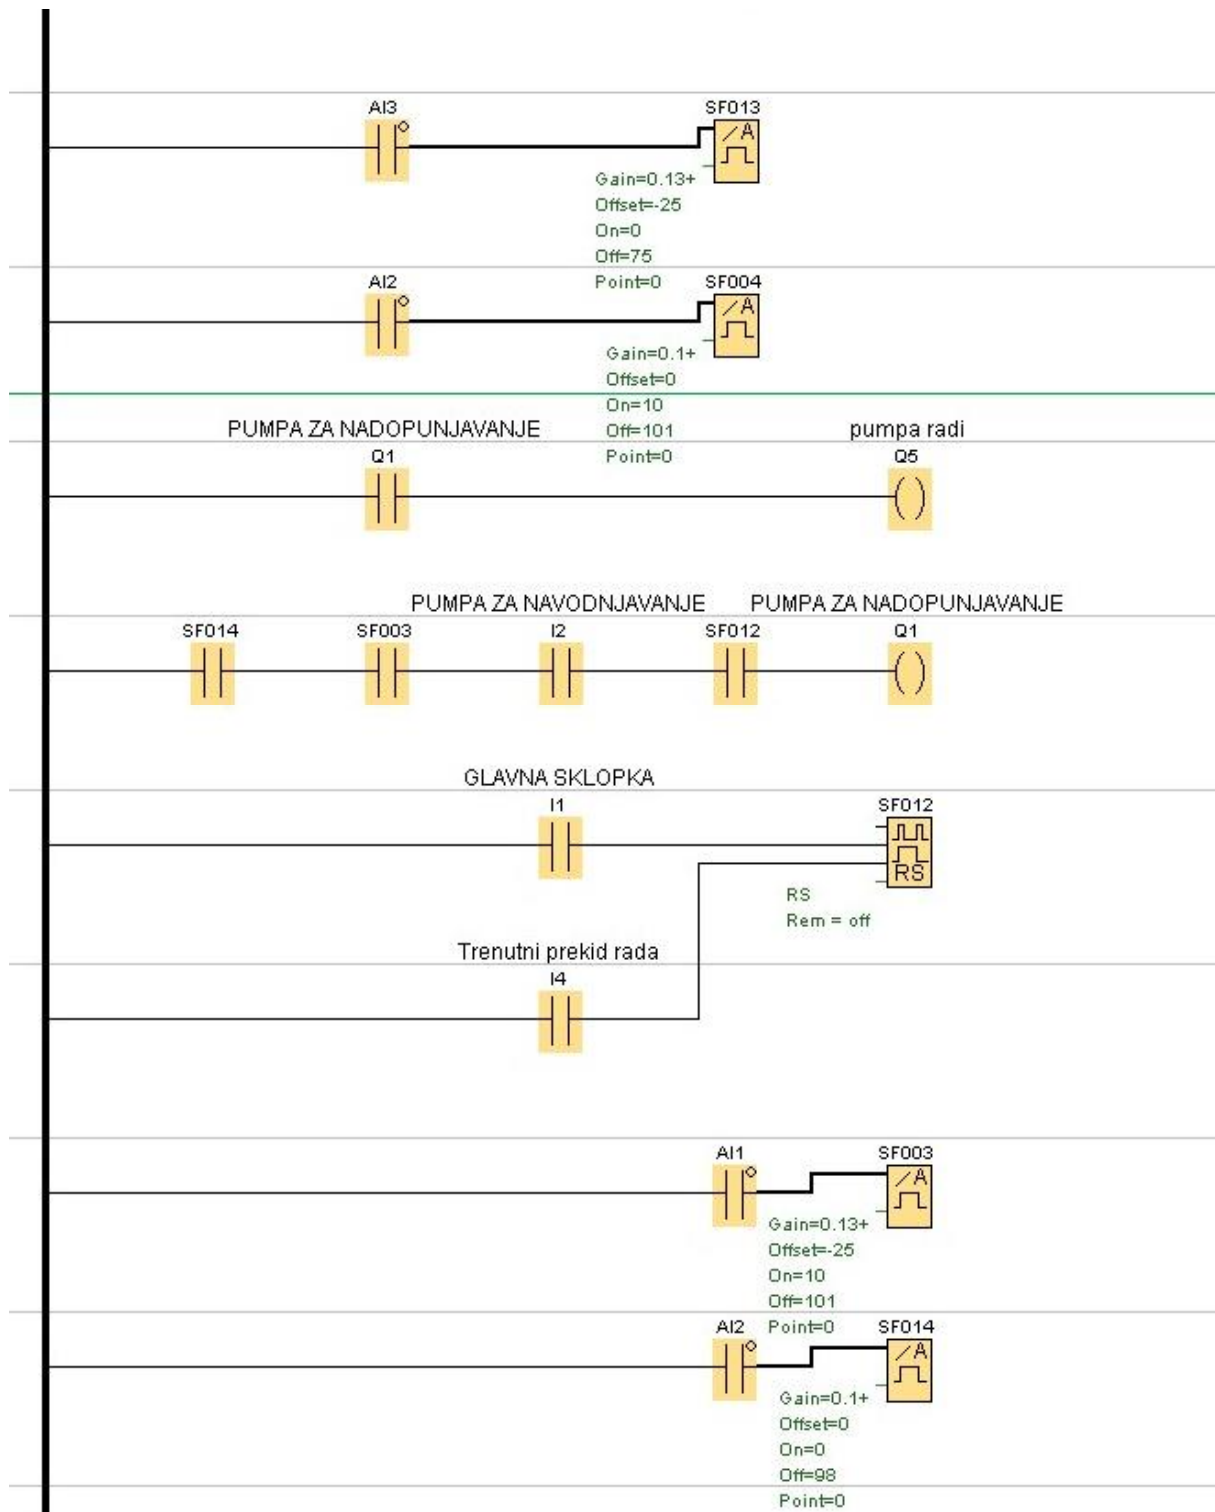 AI3 SF013
Gain=0.13+
Offset=-25
On=0
Off=75
Point=0
AI2 SF004
Gain=0.1+
Offset=0
On=10
Off=101
Point=0
PUMPA ZA NADOPUNJAVANJE pumpa radi
Q1 Q5
PUMPA ZA NAVODNJAVANJE PUMPA ZA NADOPUNJAVANJE
SF014 SF003 I2 SF012 Q1
GLAVNA SKLOPKA
I1 SF012
RS
RS
Rem = off
Trenutni prekid rada
I4
AI1 SF003
Gain=0.13+
Offset=-25
On=10
Off=101
Point=0
AI2 SF014
Gain=0.1+
Offset=0
On=0
Off=98
Point=0
/A
/A
/A
/A